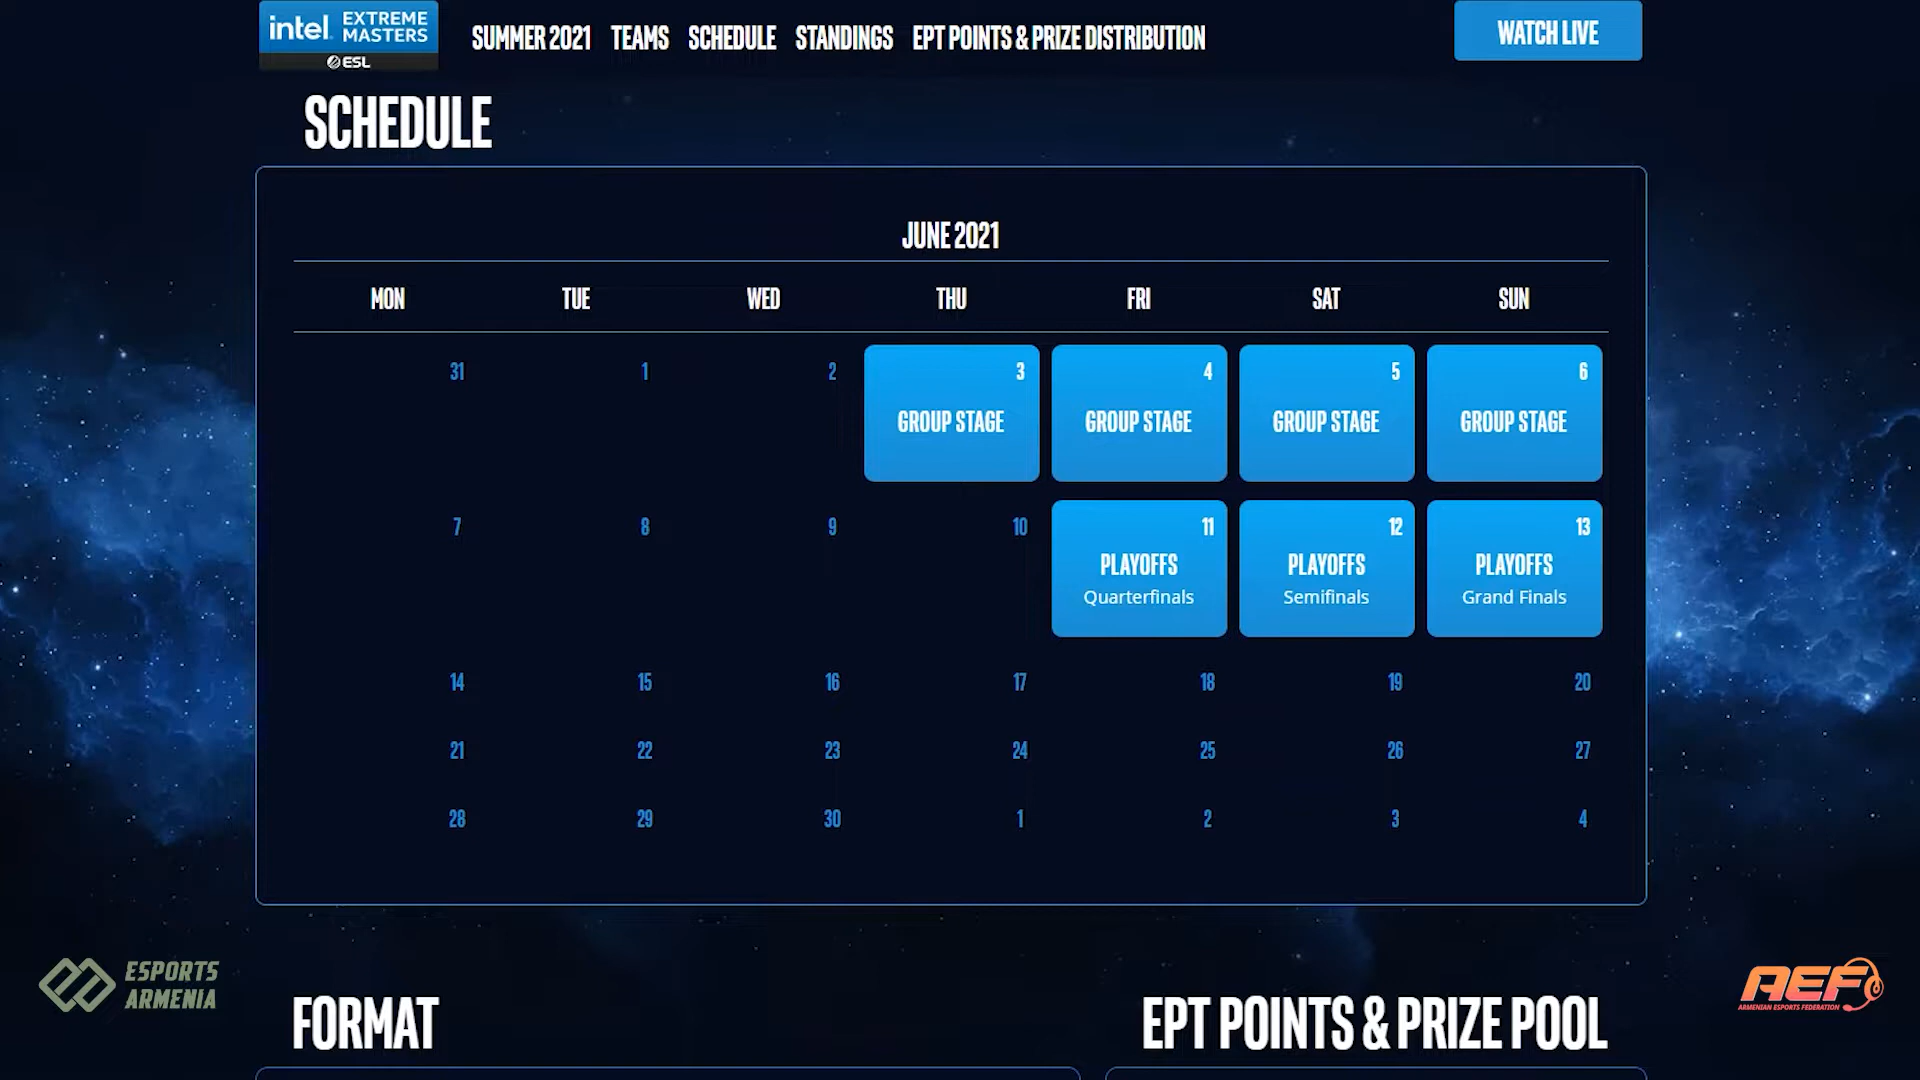 intel EXTREME MASTERS
ESL
SUMMER 2021 TEAMS SCHEDULE STANDINGS EPT POINTS & PRIZE DISTRIBUTION
WATCH LIVE
SCHEDULE
JUNE 2021
MON TUE WED THU FRI SAT SUN
31 1 2 3 4 5 6
GROUP STAGE GROUP STAGE GROUP STAGE GROUP STAGE
7 8 9 10 11 12 13
PLAYOFFS PLAYOFFS PLAYOFFS
Quarterfinals Semifinals Grand Finals
14 15 16 17 18 19 20
21 22 23 24 25 26 27
28 29 30 1 2 3 4
ESPORTS
ARMENIA
AEF
ARMENIAN ESPORTS FEDERATION
FORMAT
EPT POINTS & PRIZE POOL